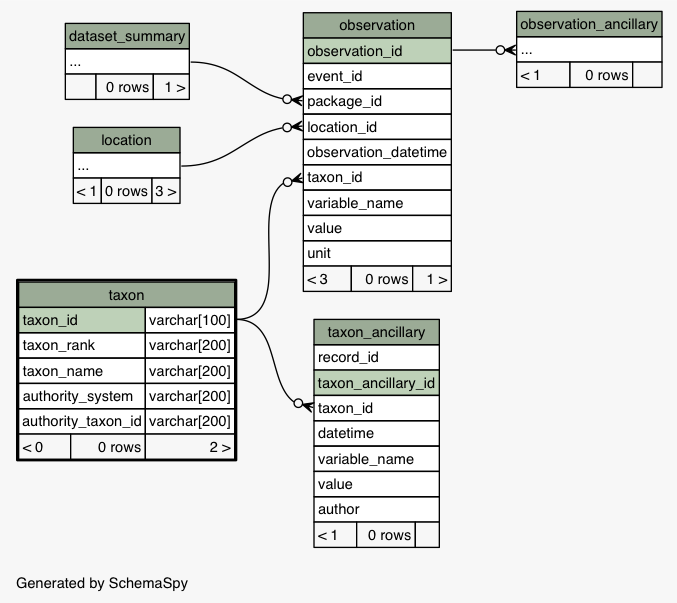 dataset_summary
...
0 rows 1 >
location
...
< 1 0 rows 3 >
observation
observation_id
event_id
package_id
location_id
observation_datetime
taxon_id
variable_name
value
unit
< 3 0 rows 1 >
observation_ancillary
...
< 1 0 rows
taxon
taxon_id varchar[100]
taxon_rank varchar[200]
taxon_name varchar[200]
authority_system varchar[200]
authority_taxon_id varchar[200]
< 0 0 rows 2 >
taxon_ancillary
record_id
taxon_ancillary_id
taxon_id
datetime
variable_name
value
author
< 1 0 rows
Generated by SchemaSpy